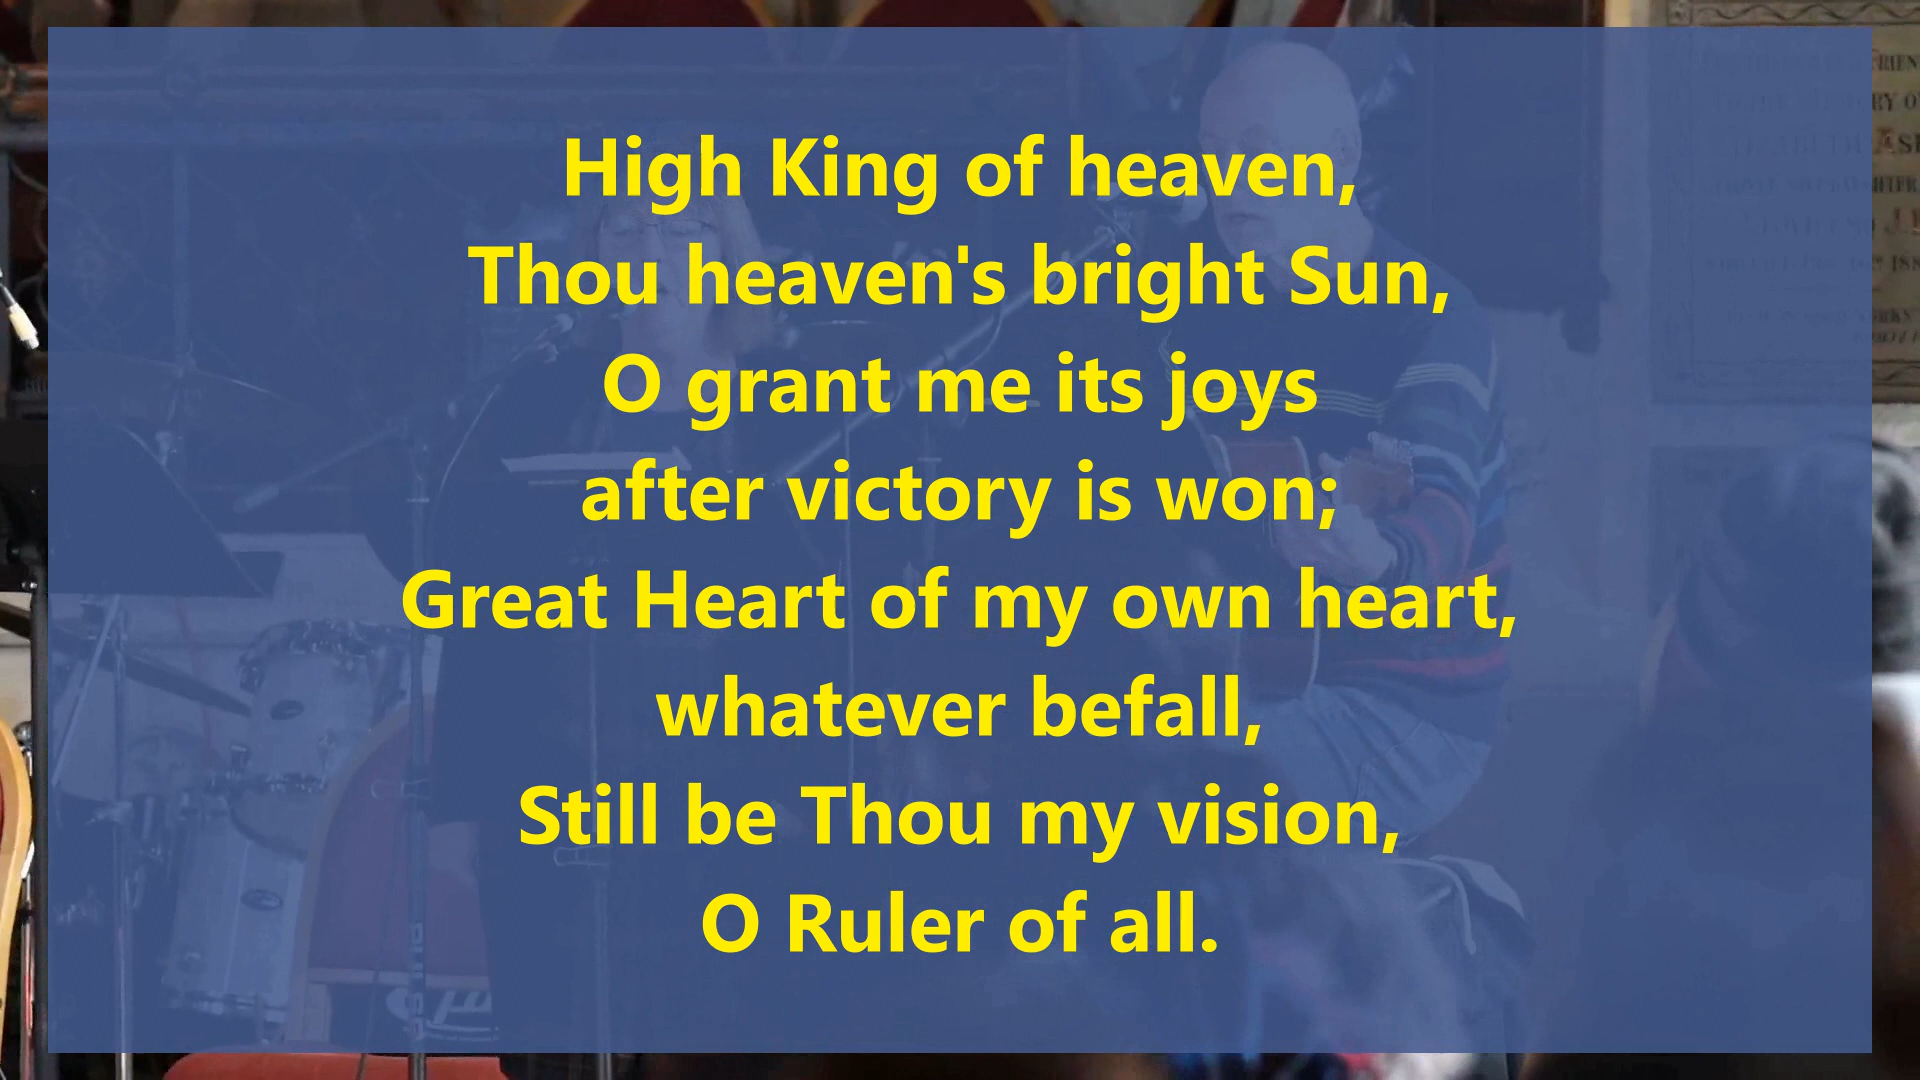 High King of heaven,
Thou heaven's bright Sun,
O grant me its joys
after victory is won;
Great Heart of my own heart,
whatever befall,
Still be Thou my vision,
O Ruler of all.